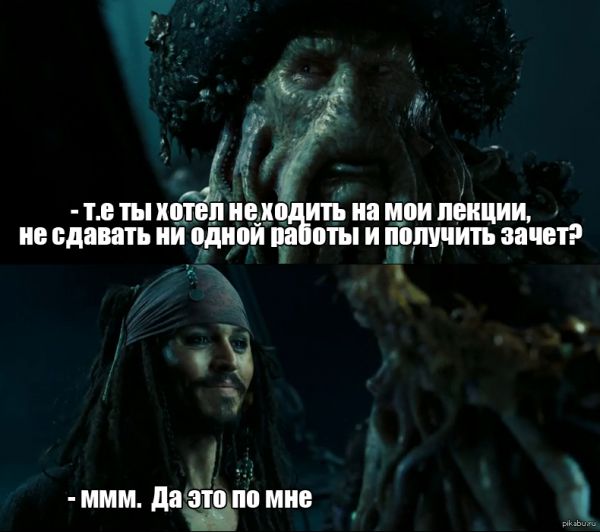 - т.е ты хотел не ходить на мои лекции,
не сдавать ни одной работы и получить зачет?
- ммм. Да это по мне
pikabu.ru